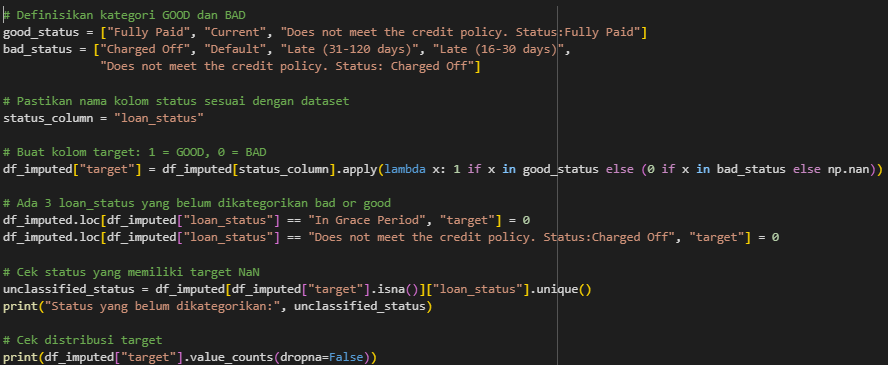 # Definisikan kategori GOOD dan BAD
good_status = ["Fully Paid", "Current", "Does not meet the credit policy. Status:Fully Paid"]
bad_status = ["Charged Off", "Default", "Late (31-120 days)", "Late (16-30 days)",
"Does not meet the credit policy. Status: Charged Off"]
# Pastikan nama kolom status sesuai dengan dataset
status_column = "loan_status"
# Buat kolom target: 1 = GOOD, 0 = BAD
df_imputed["target"] = df_imputed[status_column].apply(lambda x: 1 if x in good_status else (0 if x in bad_status else np.nan))
# Ada 3 loan_status yang belum dikategorikan bad or good
df_imputed.loc[df_imputed["loan_status"] == "In Grace Period", "target"] = 0
df_imputed.loc[df_imputed["loan_status"] == "Does not meet the credit policy. Status:Charged Off", "target"] = 0
# Cek status yang memiliki target NaN
unclassified_status = df_imputed[df_imputed["target"].isna()]["loan_status"].unique()
print("Status yang belum dikategorikan:", unclassified_status)
# Cek distribusi target
print(df_imputed["target"].value_counts(dropna=False))